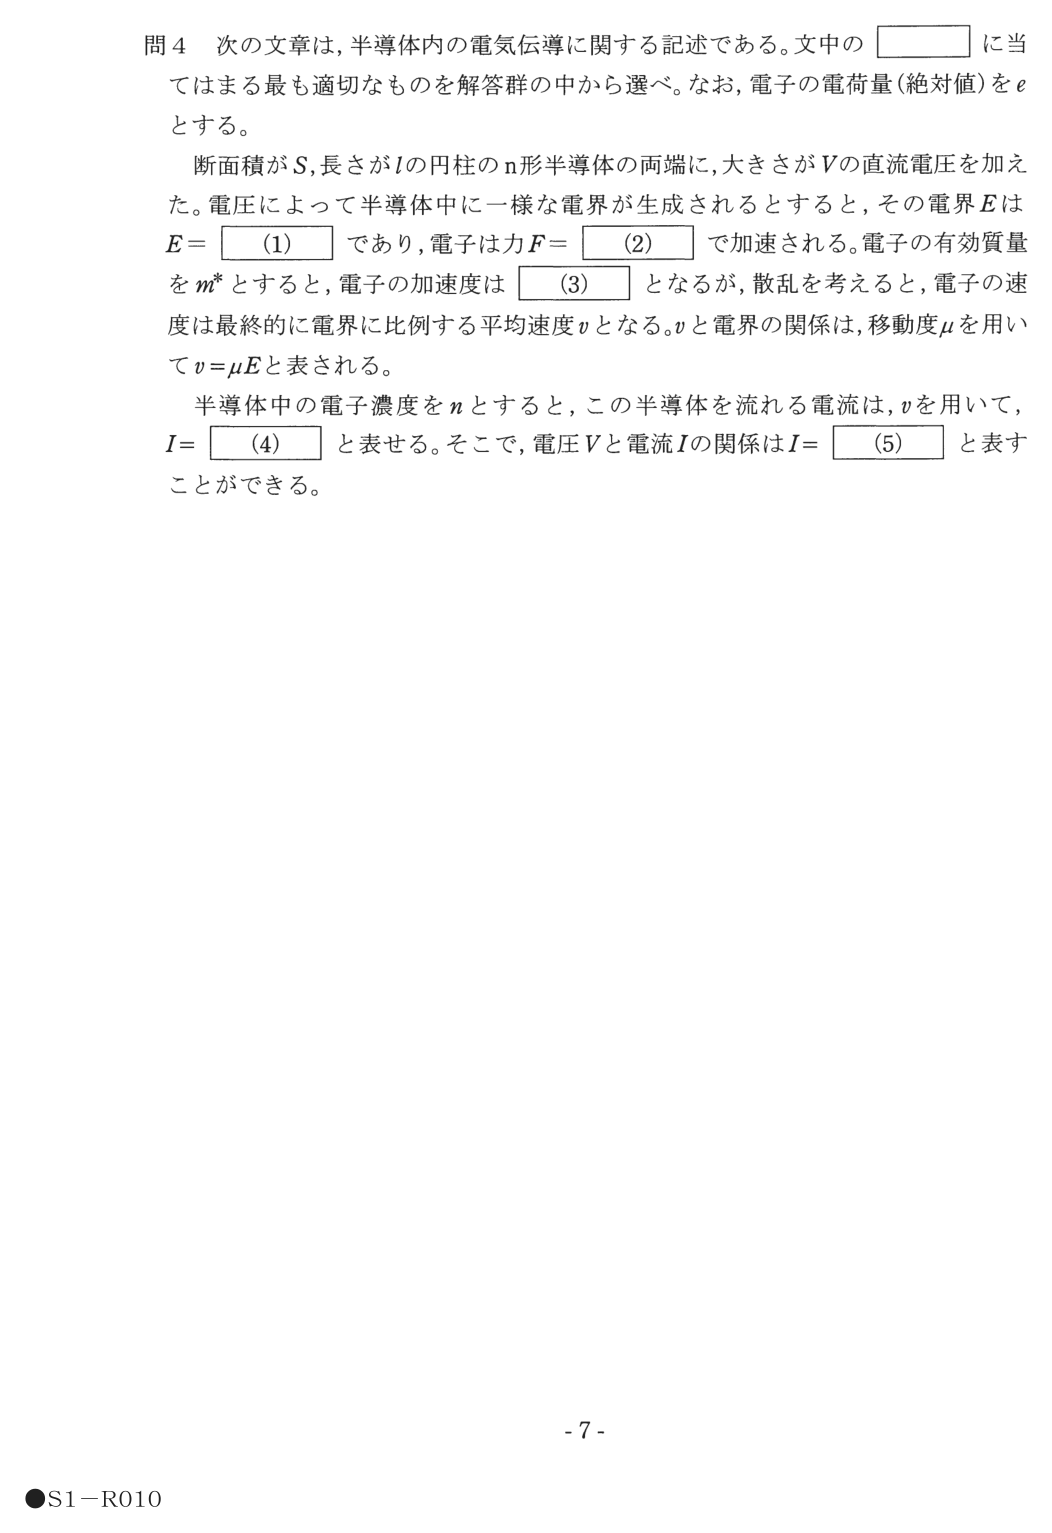 問４　次の文章は，半導体内の電気伝導に関する記述である。文中の　　　　に当
てはまる最も適切なものを解答群の中から選べ。なお，電子の電荷量（絶対値）をe
とする。
断面積がS，長さがlの円柱のn形半導体の両端に，大きさがVの直流電圧を加え
た。電圧によって半導体中に一様な電界が生成されるとすると，その電界Eは
E＝ (1) であり，電子は力F＝ (2) で加速される。電子の有効質量
をm*とすると，電子の加速度は (3) となるが，散乱を考えると，電子の速
度は最終的に電界に比例する平均速度vとなる。vと電界の関係は，移動度μを用い
てv＝μEと表される。
半導体中の電子濃度をnとすると，この半導体を流れる電流は，vを用いて，
I＝ (4) と表せる。そこで，電圧Vと電流Iの関係はI＝ (5) と表す
ことができる。
- 7 -
●S1－R010